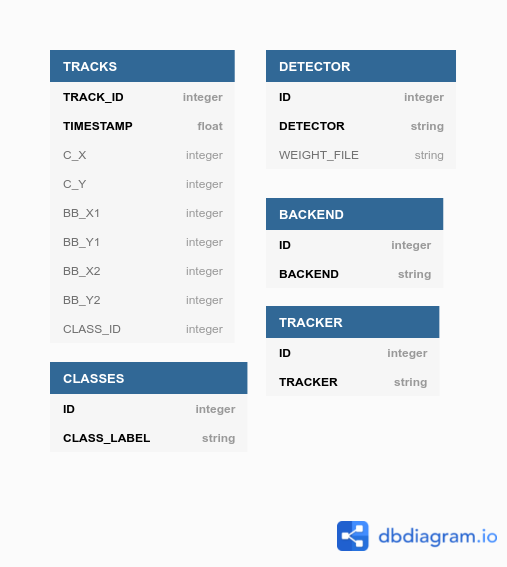 TRACKS
TRACK_ID integer
TIMESTAMP float
C_X integer
C_Y integer
BB_X1 integer
BB_Y1 integer
BB_X2 integer
BB_Y2 integer
CLASS_ID integer
CLASSES
ID integer
CLASS_LABEL string
DETECTOR
ID integer
DETECTOR string
WEIGHT_FILE string
BACKEND
ID integer
BACKEND string
TRACKER
ID integer
TRACKER string
dbdiagram.io